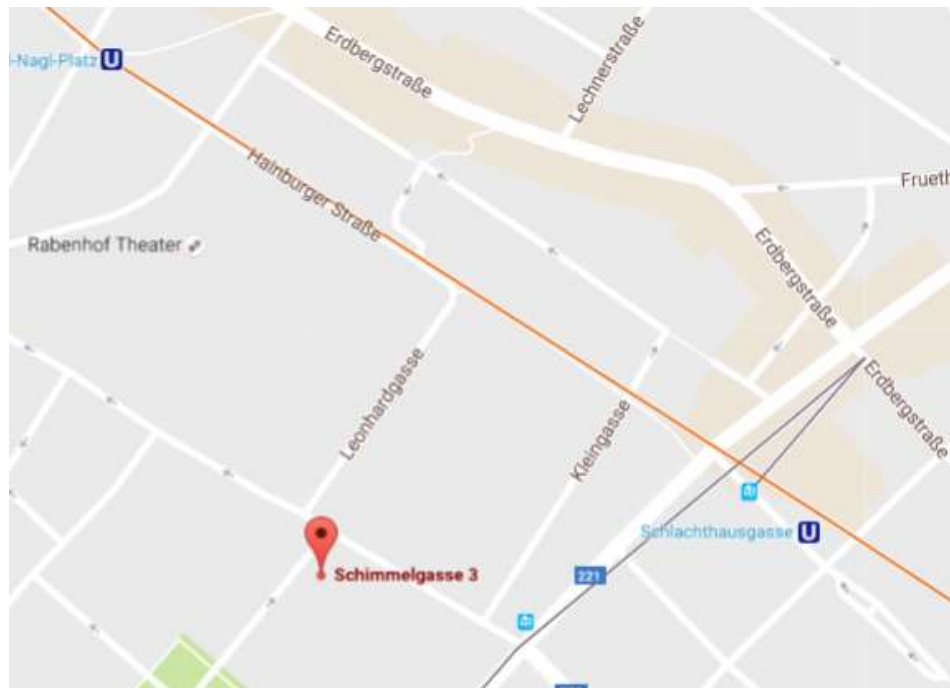 Erdbergstraße
Lechnerstraße
-Nagl-Platz U
Hainburger Straße
Frueth
Rabenhof Theater
Erdbergstraße
Leonhardgasse
Erdbergstraße
Kleingasse
Schlachthausgasse U
Schimmelgasse 3
221